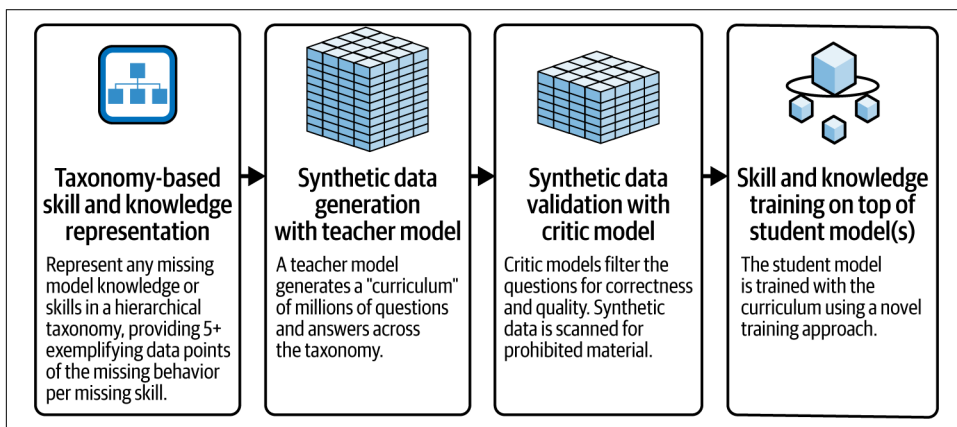 Taxonomy-based
skill and knowledge
representation
Represent any missing
model knowledge or
skills in a hierarchical
taxonomy, providing 5+
exemplifying data points
of the missing behavior
per missing skill.
Synthetic data
generation
with teacher model
A teacher model
generates a "curriculum"
of millions of questions
and answers across
the taxonomy.
Synthetic data
validation with
critic model
Critic models filter the
questions for correctness
and quality. Synthetic
data is scanned for
prohibited material.
Skill and knowledge
training on top of
student model(s)
The student model
is trained with the
curriculum using a novel
training approach.